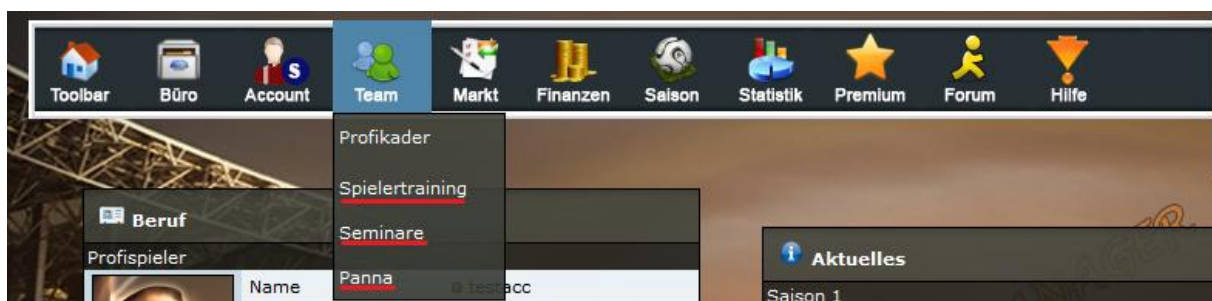 Toolbar Büro Account Team Markt Finanzen Saison Statistik Premium Forum Hilfe
Profikader
Spielertraining
Seminare
Panna
Beruf
Profispieler
Name
testacc
Aktuelles
Saison 1